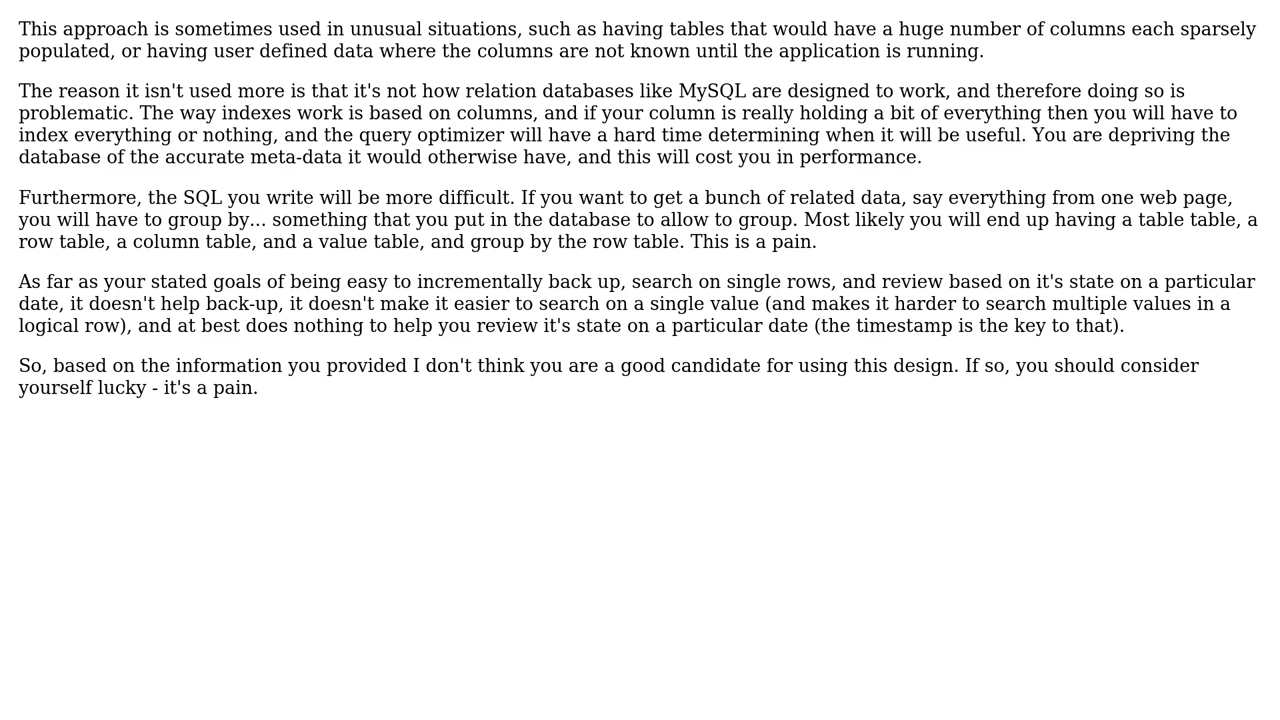 This approach is sometimes used in unusual situations, such as having tables that would have a huge number of columns each sparsely
populated, or having user defined data where the columns are not known until the application is running.
The reason it isn't used more is that it's not how relation databases like MySQL are designed to work, and therefore doing so is
problematic. The way indexes work is based on columns, and if your column is really holding a bit of everything then you will have to
index everything or nothing, and the query optimizer will have a hard time determining when it will be useful. You are depriving the
database of the accurate meta-data it would otherwise have, and this will cost you in performance.
Furthermore, the SQL you write will be more difficult. If you want to get a bunch of related data, say everything from one web page,
you will have to group by... something that you put in the database to allow to group. Most likely you will end up having a table table, a
row table, a column table, and a value table, and group by the row table. This is a pain.
As far as your stated goals of being easy to incrementally back up, search on single rows, and review based on it's state on a particular
date, it doesn't help back-up, it doesn't make it easier to search on a single value (and makes it harder to search multiple values in a
logical row), and at best does nothing to help you review it's state on a particular date (the timestamp is the key to that).
So, based on the information you provided I don't think you are a good candidate for using this design. If so, you should consider
yourself lucky - it's a pain.